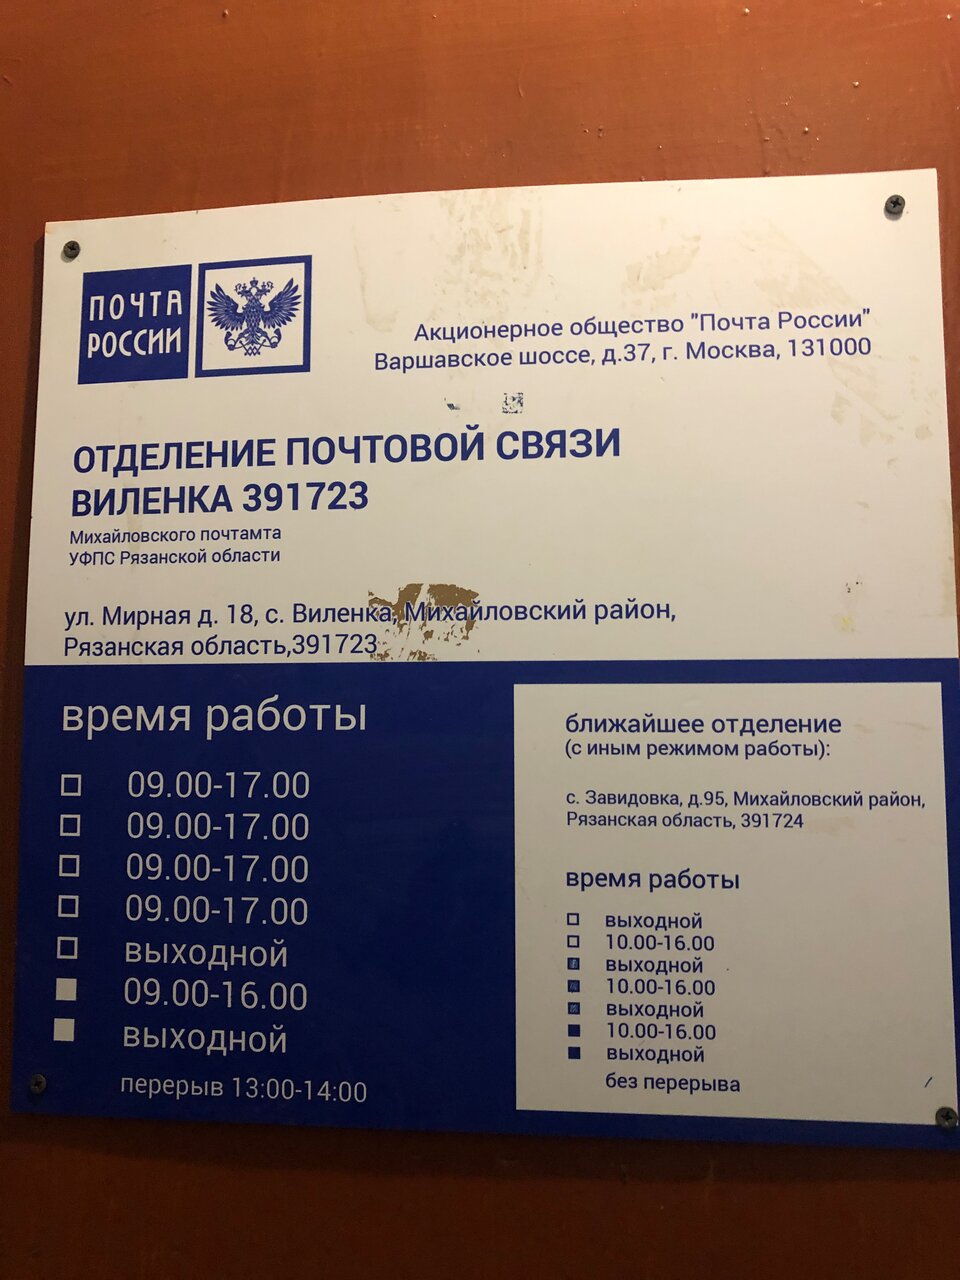 ПОЧТА
РОССИИ
Акционерное общество "Почта России"
Варшавское шоссе, д.37, г. Москва, 131000
ОТДЕЛЕНИЕ ПОЧТОВОЙ СВЯЗИ
ВИЛЕНКА 391723
Михайловского почтамта
УФПС Рязанской области
ул. Мирная д. 18, с. Виленка, Михайловский район,
Рязанская область,391723
время работы
09.00-17.00
09.00-17.00
09.00-17.00
09.00-17.00
выходной
09.00-16.00
выходной
перерыв 13:00-14:00
ближайшее отделение
(с иным режимом работы):
с. Завидовка, д.95, Михайловский район,
Рязанская область, 391724
время работы
выходной
10.00-16.00
выходной
10.00-16.00
выходной
10.00-16.00
выходной
без перерыва